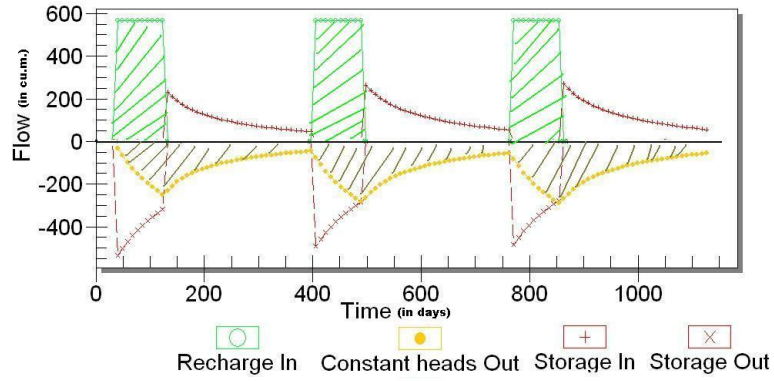 600
400
200
0
-200
-400
Flow (in cu.m.)
0 200 400 600 800 1000
Time (in days)
Recharge In Constant heads Out Storage In Storage Out